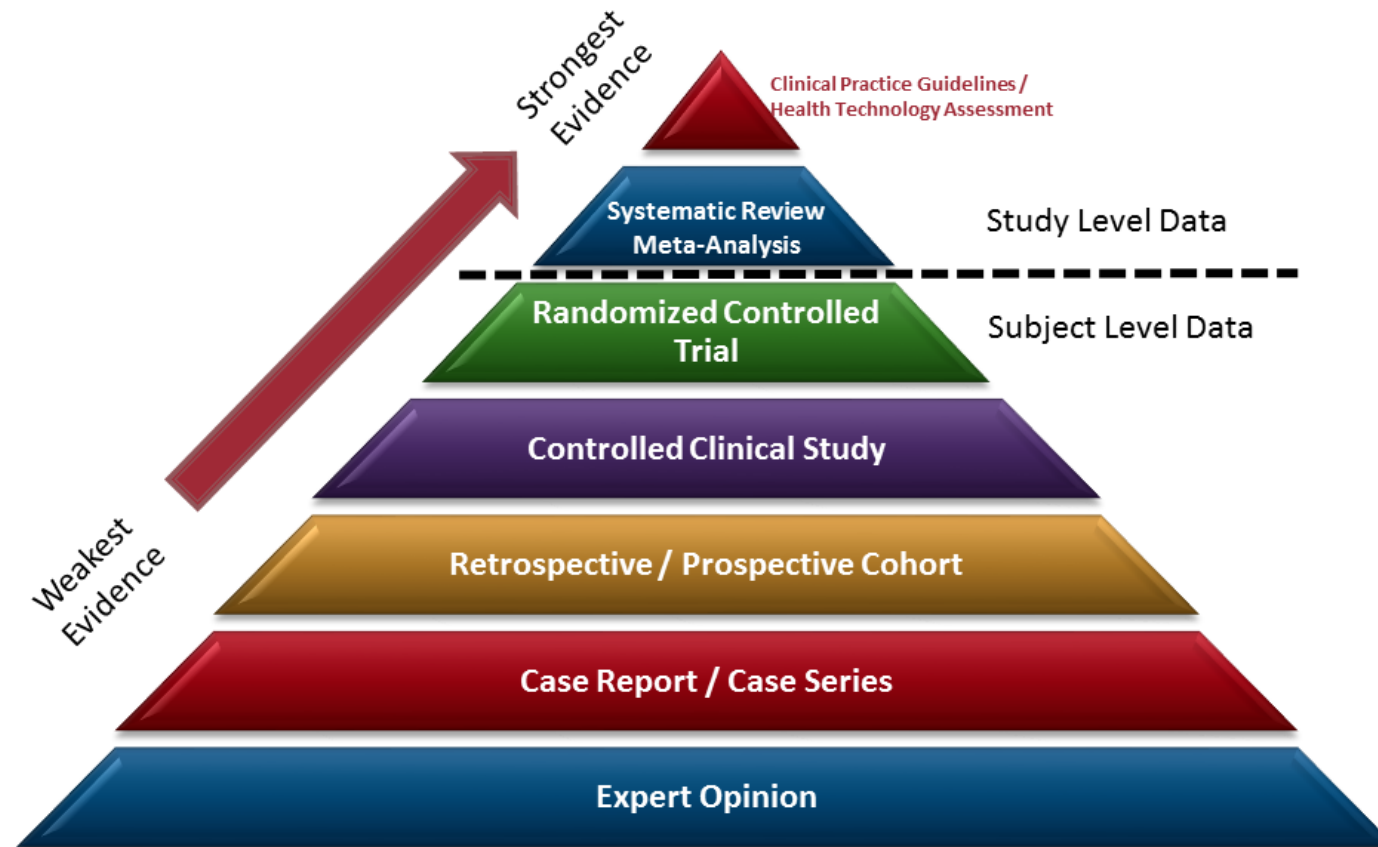 Strongest
Evidence
Clinical Practice Guidelines /
Health Technology Assessment
Systematic Review
Meta-Analysis
Study Level Data
Randomized Controlled
Trial
Subject Level Data
Controlled Clinical Study
Weakest
Evidence
Retrospective / Prospective Cohort
Case Report / Case Series
Expert Opinion